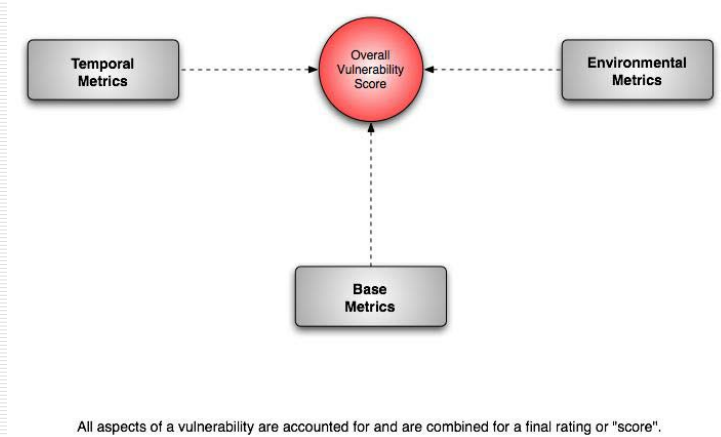 Temporal
Metrics
Overall
Vulnerability
Score
Environmental
Metrics
Base
Metrics
All aspects of a vulnerability are accounted for and are combined for a final rating or "score".